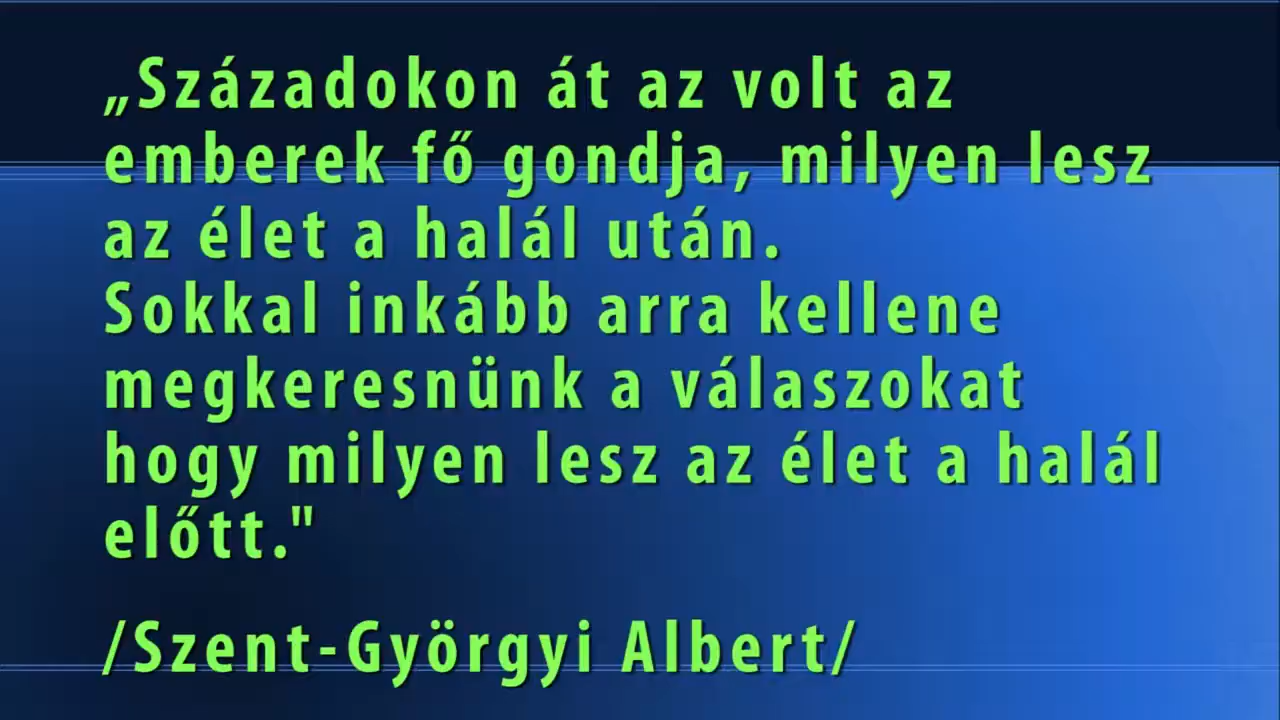 „Századokon át az volt az
emberek fő gondja, milyen lesz
az élet a halál után.
Sokkal inkább arra kellene
megkeresnünk a válaszokat
hogy milyen lesz az élet a halál
előtt."
/Szent-Györgyi Albert/